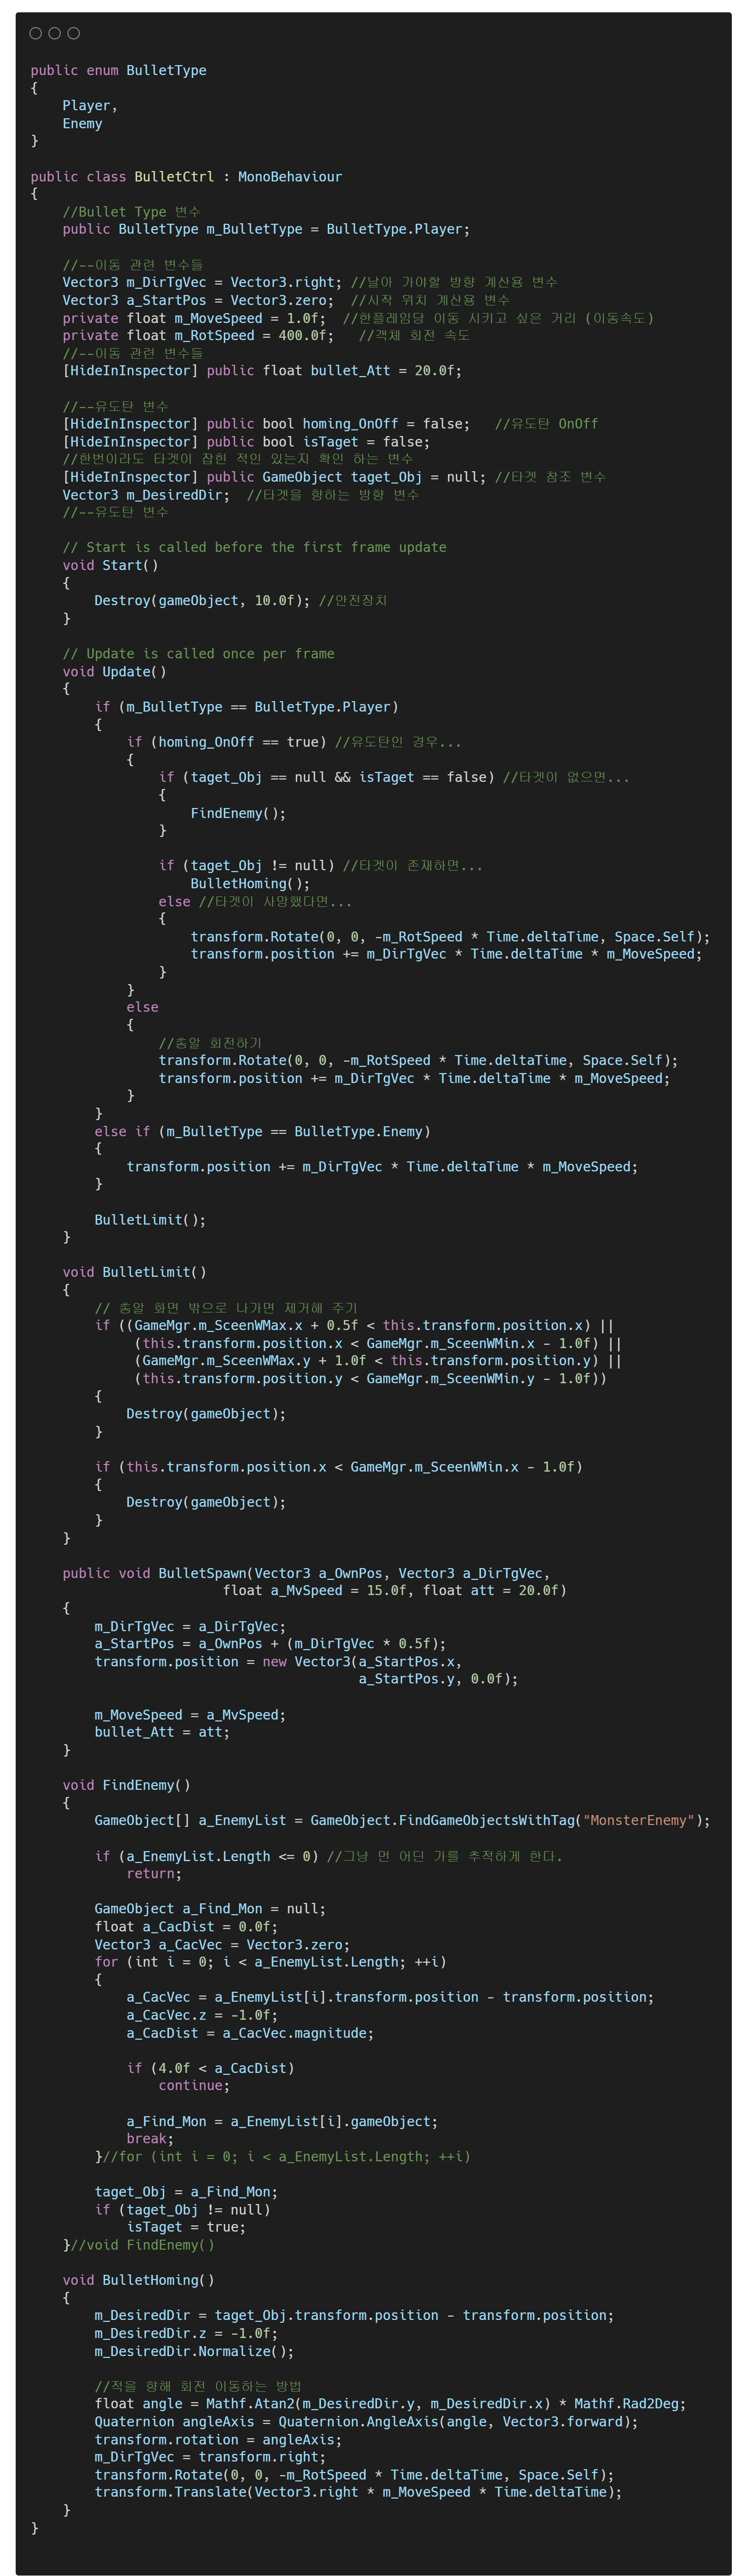 public enum BulletType
{
    Player,
    Enemy
}

public class BulletCtrl : MonoBehaviour
{
    //Bullet Type 변수
    public BulletType m_BulletType = BulletType.Player;

    //--이동 관련 변수들
    Vector3 m_DirTgVec = Vector3.right; //날아 가야할 방향 계산용 변수
    Vector3 a_StartPos = Vector3.zero;  //시작 위치 계산용 변수
    private float m_MoveSpeed = 1.0f;  //한플레임당 이동 시키고 싶은 거리 (이동속도)
    private float m_RotSpeed = 400.0f;   //객체 회전 속도
    //--이동 관련 변수들
    [HideInInspector] public float bullet_Att = 20.0f;

    //--유도탄 변수
    [HideInInspector] public bool homing_OnOff = false;   //유도탄 OnOff
    [HideInInspector] public bool isTaget = false;
    //한번이라도 타겟이 잡힌 적인 있는지 확인 하는 변수
    [HideInInspector] public GameObject taget_Obj = null; //타겟 참조 변수
    Vector3 m_DesiredDir;  //타겟을 향하는 방향 변수
    //--유도탄 변수

    // Start is called before the first frame update
    void Start()
    {
        Destroy(gameObject, 10.0f); //안전장치
    }

    // Update is called once per frame
    void Update()
    {
        if (m_BulletType == BulletType.Player)
        {
            if (homing_OnOff == true) //유도탄인 경우...
            {
                if (taget_Obj == null && isTaget == false) //타겟이 없으면...
                {
                    FindEnemy();
                }

                if (taget_Obj != null) //타겟이 존재하면...
                    BulletHoming();
                else //타겟이 사망했다면...
                {
                    transform.Rotate(0, 0, -m_RotSpeed * Time.deltaTime, Space.Self);
                    transform.position += m_DirTgVec * Time.deltaTime * m_MoveSpeed;
                }
            }
            else
            {
                //총알 회전하기
                transform.Rotate(0, 0, -m_RotSpeed * Time.deltaTime, Space.Self);
                transform.position += m_DirTgVec * Time.deltaTime * m_MoveSpeed;
            }
        }
        else if (m_BulletType == BulletType.Enemy)
        {
            transform.position += m_DirTgVec * Time.deltaTime * m_MoveSpeed;
        }

        BulletLimit();
    }

    void BulletLimit()
    {
        // 총알 화면 밖으로 나가면 제거해 주기
        if ((GameMgr.m_SceenWMax.x + 0.5f < this.transform.position.x) ||
             (this.transform.position.x < GameMgr.m_SceenWMin.x - 1.0f) ||
             (GameMgr.m_SceenWMax.y + 1.0f < this.transform.position.y) ||
             (this.transform.position.y < GameMgr.m_SceenWMin.y - 1.0f))
        {
            Destroy(gameObject);
        }

        if (this.transform.position.x < GameMgr.m_SceenWMin.x - 1.0f)
        {
            Destroy(gameObject);
        }
    }

    public void BulletSpawn(Vector3 a_OwnPos, Vector3 a_DirTgVec,
                        float a_MvSpeed = 15.0f, float att = 20.0f)
    {
        m_DirTgVec = a_DirTgVec;
        a_StartPos = a_OwnPos + (m_DirTgVec * 0.5f);
        transform.position = new Vector3(a_StartPos.x,
                                         a_StartPos.y, 0.0f);

        m_MoveSpeed = a_MvSpeed;
        bullet_Att = att;
    }

    void FindEnemy()
    {
        GameObject[] a_EnemyList = GameObject.FindGameObjectsWithTag("MonsterEnemy");

        if (a_EnemyList.Length <= 0) //그냥 먼 어딘 가를 추적하게 한다.
            return;

        GameObject a_Find_Mon = null;
        float a_CacDist = 0.0f;
        Vector3 a_CacVec = Vector3.zero;
        for (int i = 0; i < a_EnemyList.Length; ++i)
        {
            a_CacVec = a_EnemyList[i].transform.position - transform.position;
            a_CacVec.z = -1.0f;
            a_CacDist = a_CacVec.magnitude;

            if (4.0f < a_CacDist)
                continue;

            a_Find_Mon = a_EnemyList[i].gameObject;
            break;
        }//for (int i = 0; i < a_EnemyList.Length; ++i)

        taget_Obj = a_Find_Mon;
        if (taget_Obj != null)
            isTaget = true;
    }//void FindEnemy()

    void BulletHoming()
    {
        m_DesiredDir = taget_Obj.transform.position - transform.position;
        m_DesiredDir.z = -1.0f;
        m_DesiredDir.Normalize();

        //적을 향해 회전 이동하는 방법
        float angle = Mathf.Atan2(m_DesiredDir.y, m_DesiredDir.x) * Mathf.Rad2Deg;
        Quaternion angleAxis = Quaternion.AngleAxis(angle, Vector3.forward);
        transform.rotation = angleAxis;
        m_DirTgVec = transform.right;
        transform.Rotate(0, 0, -m_RotSpeed * Time.deltaTime, Space.Self);
        transform.Translate(Vector3.right * m_MoveSpeed * Time.deltaTime);
    }
}